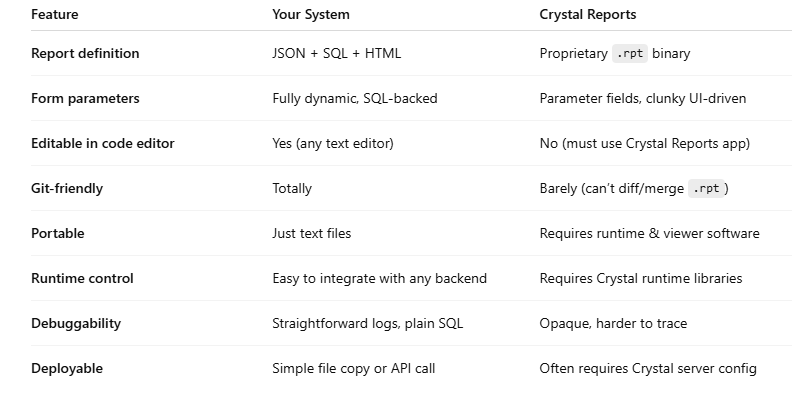 Feature Your System Crystal Reports
Report definition JSON + SQL + HTML Proprietary .rpt binary
Form parameters Fully dynamic, SQL-backed Parameter fields, clunky UI-driven
Editable in code editor Yes (any text editor) No (must use Crystal Reports app)
Git-friendly Totally Barely (can't diff/merge .rpt)
Portable Just text files Requires runtime & viewer software
Runtime control Easy to integrate with any backend Requires Crystal runtime libraries
Debuggability Straightforward logs, plain SQL Opaque, harder to trace
Deployable Simple file copy or API call Often requires Crystal server config